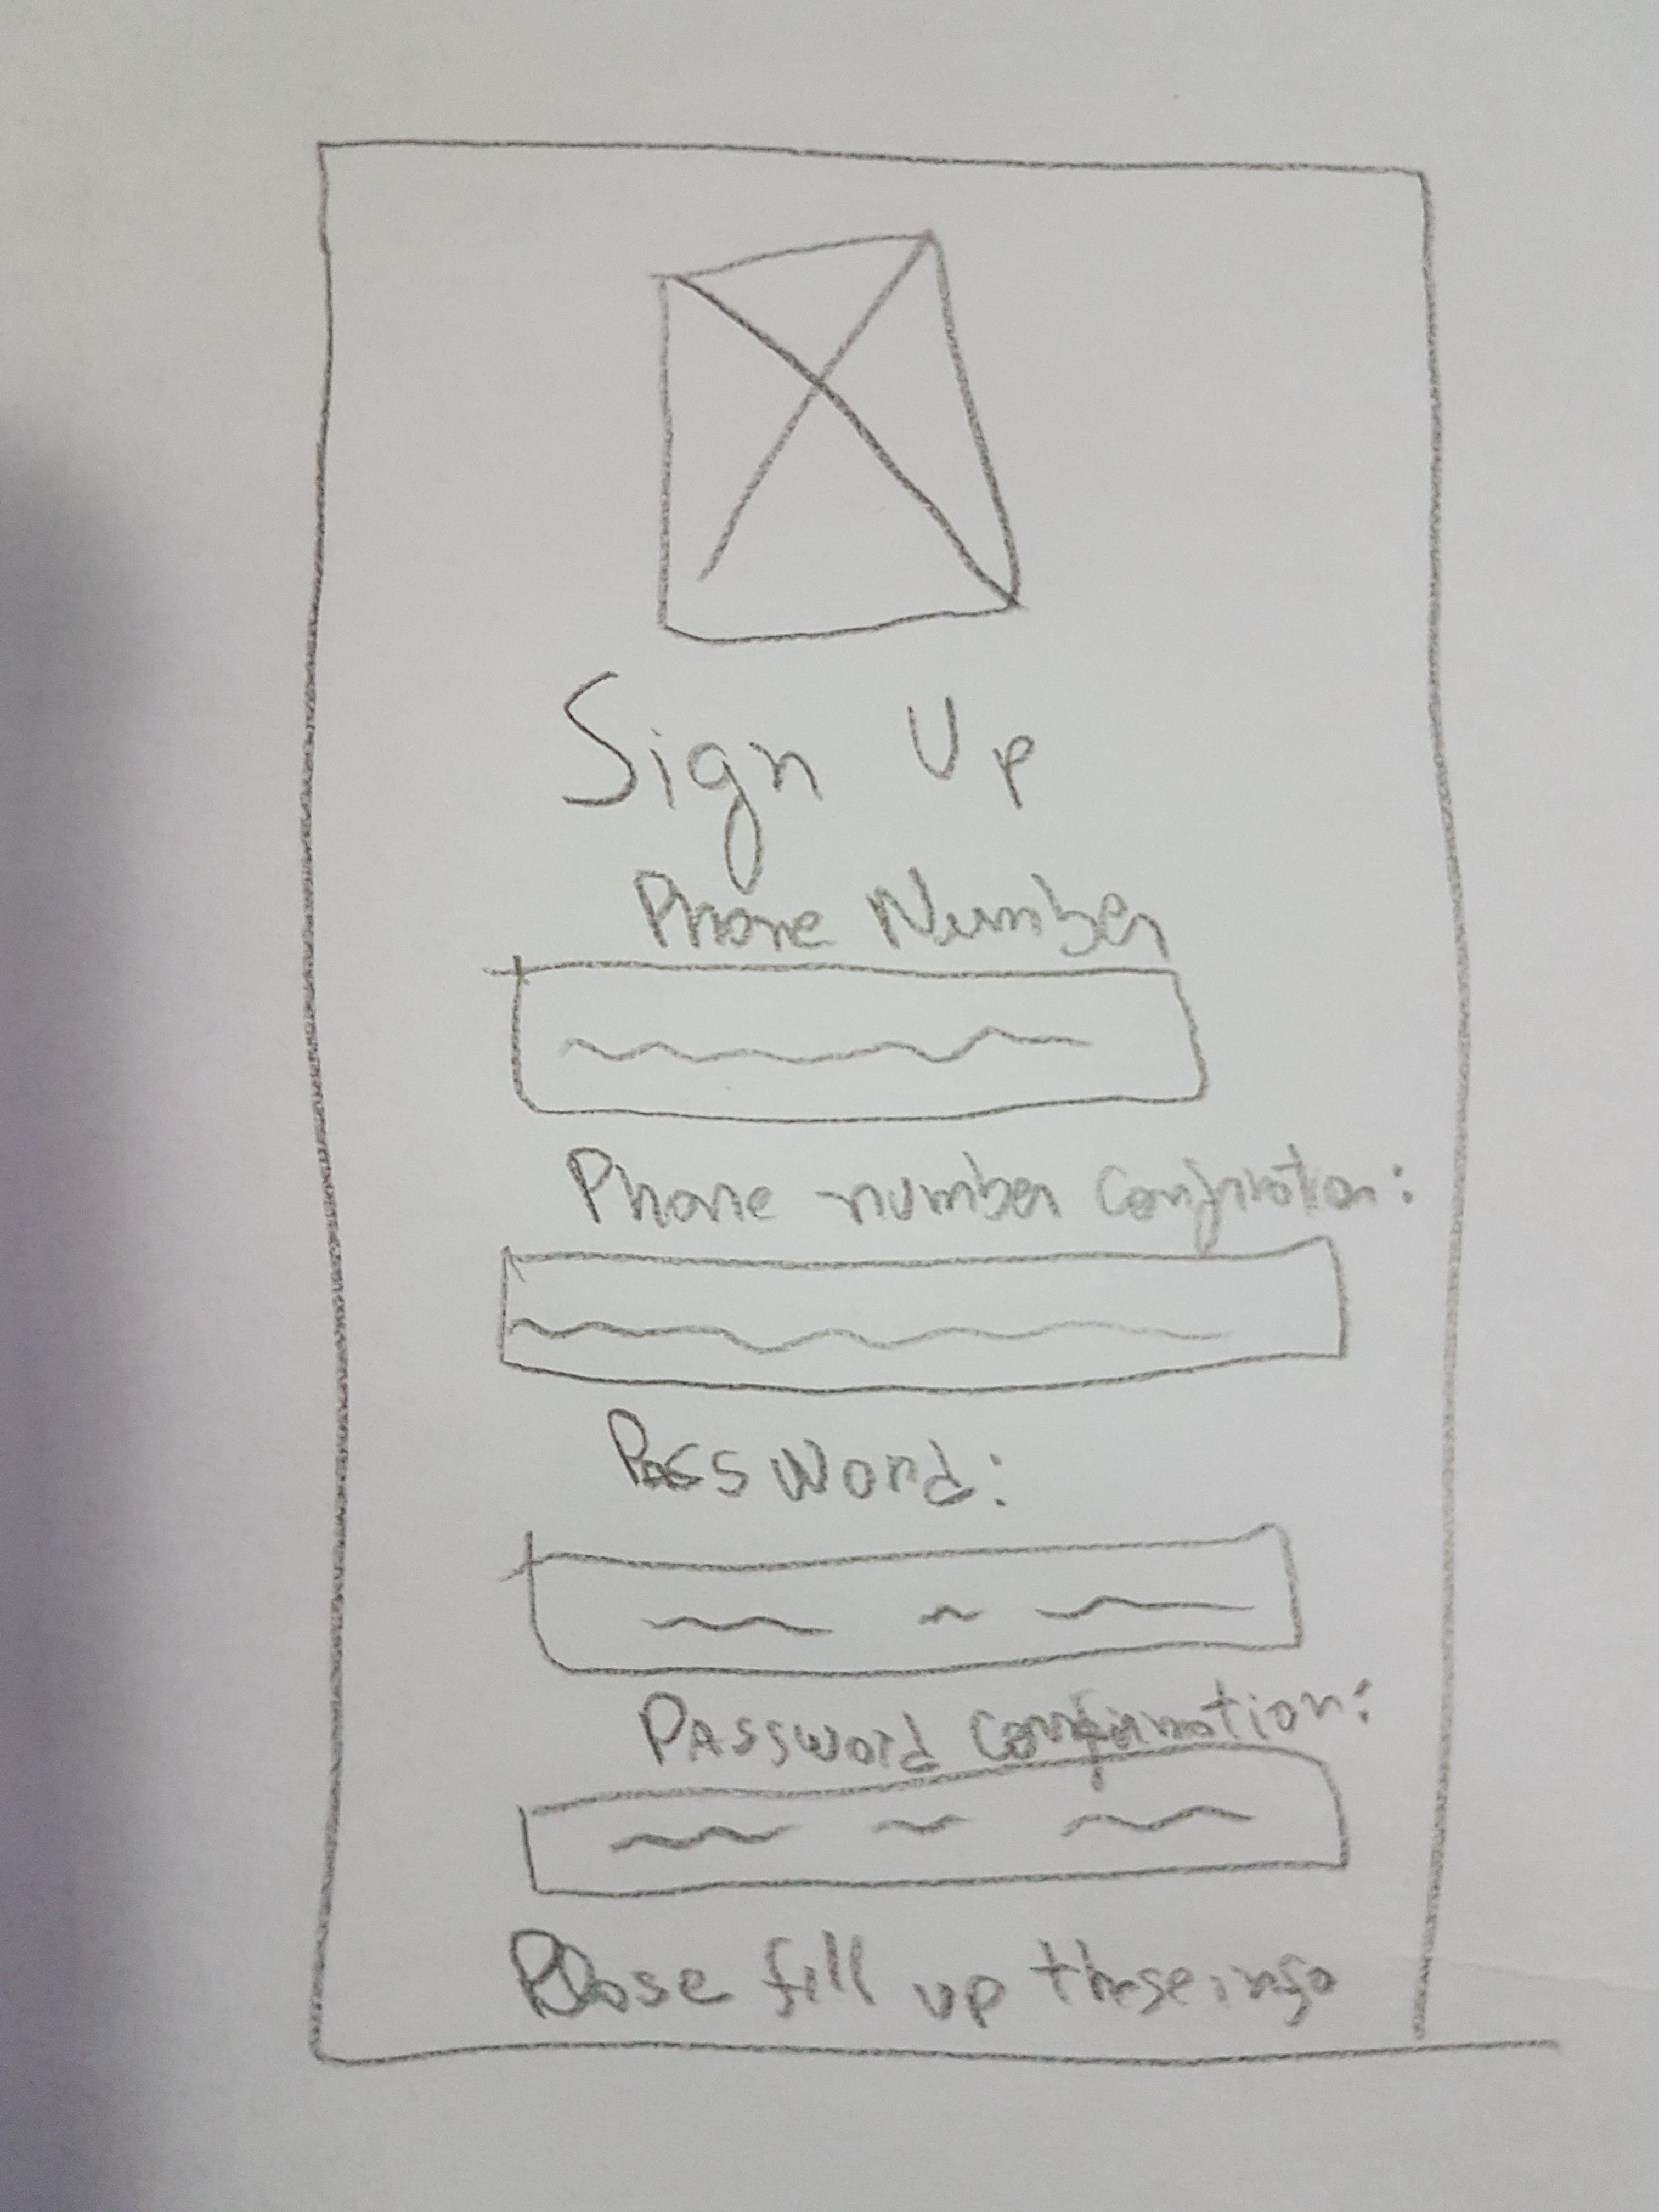 Sign Up
Phone Number
Phone number confirmation:
Password:
Password confirmation:
Please fill up these info